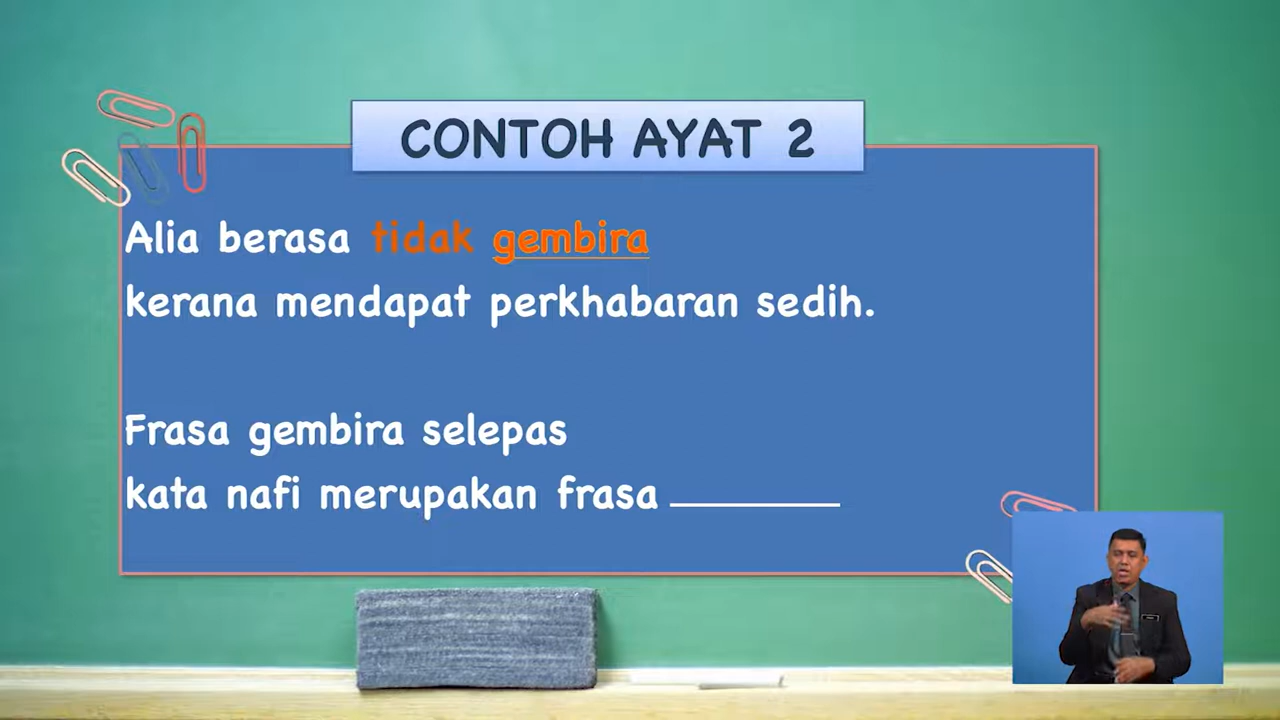 CONTOH AYAT 2
Alia berasa tidak gembira
kerana mendapat perkhabaran sedih.
Frasa gembira selepas
kata nafi merupakan frasa ________